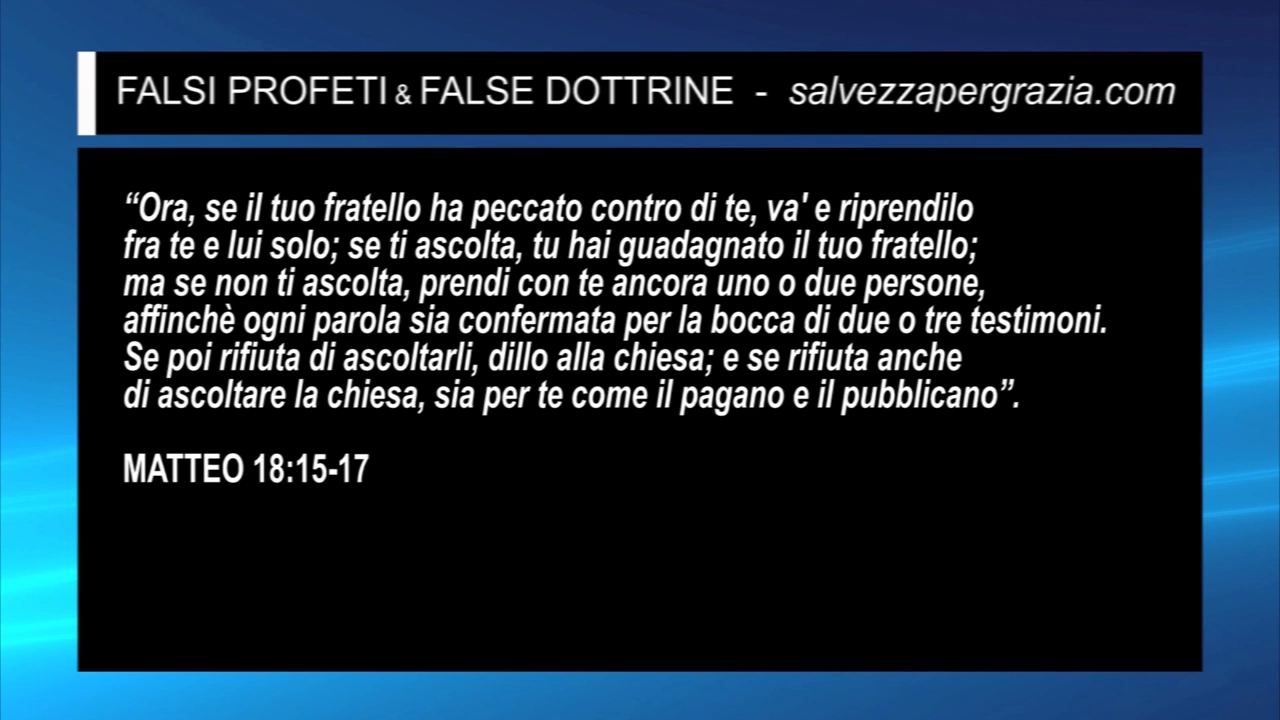 FALSI PROFETI & FALSE DOTTRINE - salvezzapergrazia.com
“Ora, se il tuo fratello ha peccato contro di te, va' e riprendilo
fra te e lui solo; se ti ascolta, tu hai guadagnato il tuo fratello;
ma se non ti ascolta, prendi con te ancora uno o due persone,
affinchè ogni parola sia confermata per la bocca di due o tre testimoni.
Se poi rifiuta di ascoltarli, dillo alla chiesa; e se rifiuta anche
di ascoltare la chiesa, sia per te come il pagano e il pubblicano”.
MATTEO 18:15-17